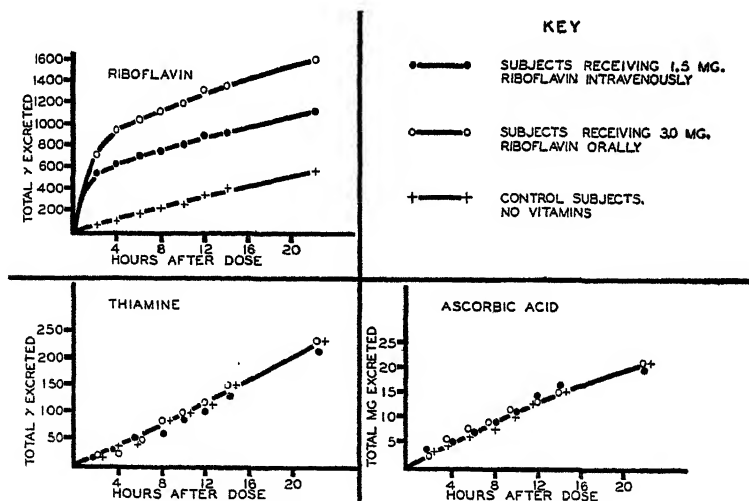 RIBOFLAVIN
TOTAL γ EXCRETED
1600
1400
1200
1000
800
600
400
200
4 8 12 16 20
HOURS AFTER DOSE
KEY
SUBJECTS RECEIVING 1.5 MG.
RIBOFLAVIN INTRAVENOUSLY
SUBJECTS RECEIVING 3.0 MG.
RIBOFLAVIN ORALLY
CONTROL SUBJECTS.
NO VITAMINS
THIAMINE
TOTAL γ EXCRETED
250
200
150
100
50
4 8 12 16 20
HOURS AFTER DOSE
ASCORBIC ACID
TOTAL MG EXCRETED
25
20
15
10
5
4 8 12 16 20
HOURS AFTER DOSE